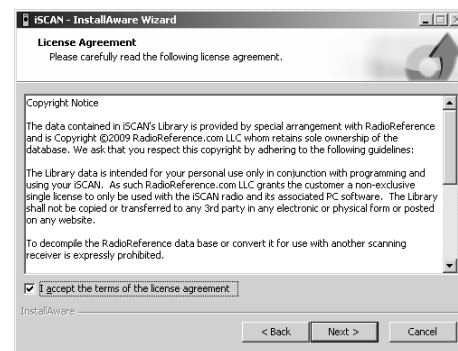 iSCAN - InstallAware Wizard
License Agreement
Please carefully read the following license agreement.
Copyright Notice
The data contained in iSCAN's Library is provided by special arrangement with RadioReference
and is Copyright ©2009 RadioReference.com LLC whom retains sole ownership of the
database. We ask that you respect this copyright by adhering to the following guidelines:
The Library data is intended for your personal use only in conjunction with programming and
using your iSCAN. As such RadioReference.com LLC grants the customer a non-exclusive
single license to only be used with the iSCAN radio and its associated PC software. The Library
shall not be copied or transferred to any 3rd party in any electronic or physical form or posted
on any website.
To decompile the RadioReference data base or convert it for use with another scanning
receiver is expressly prohibited.
I accept the terms of the license agreement
InstallAware
< Back Next > Cancel